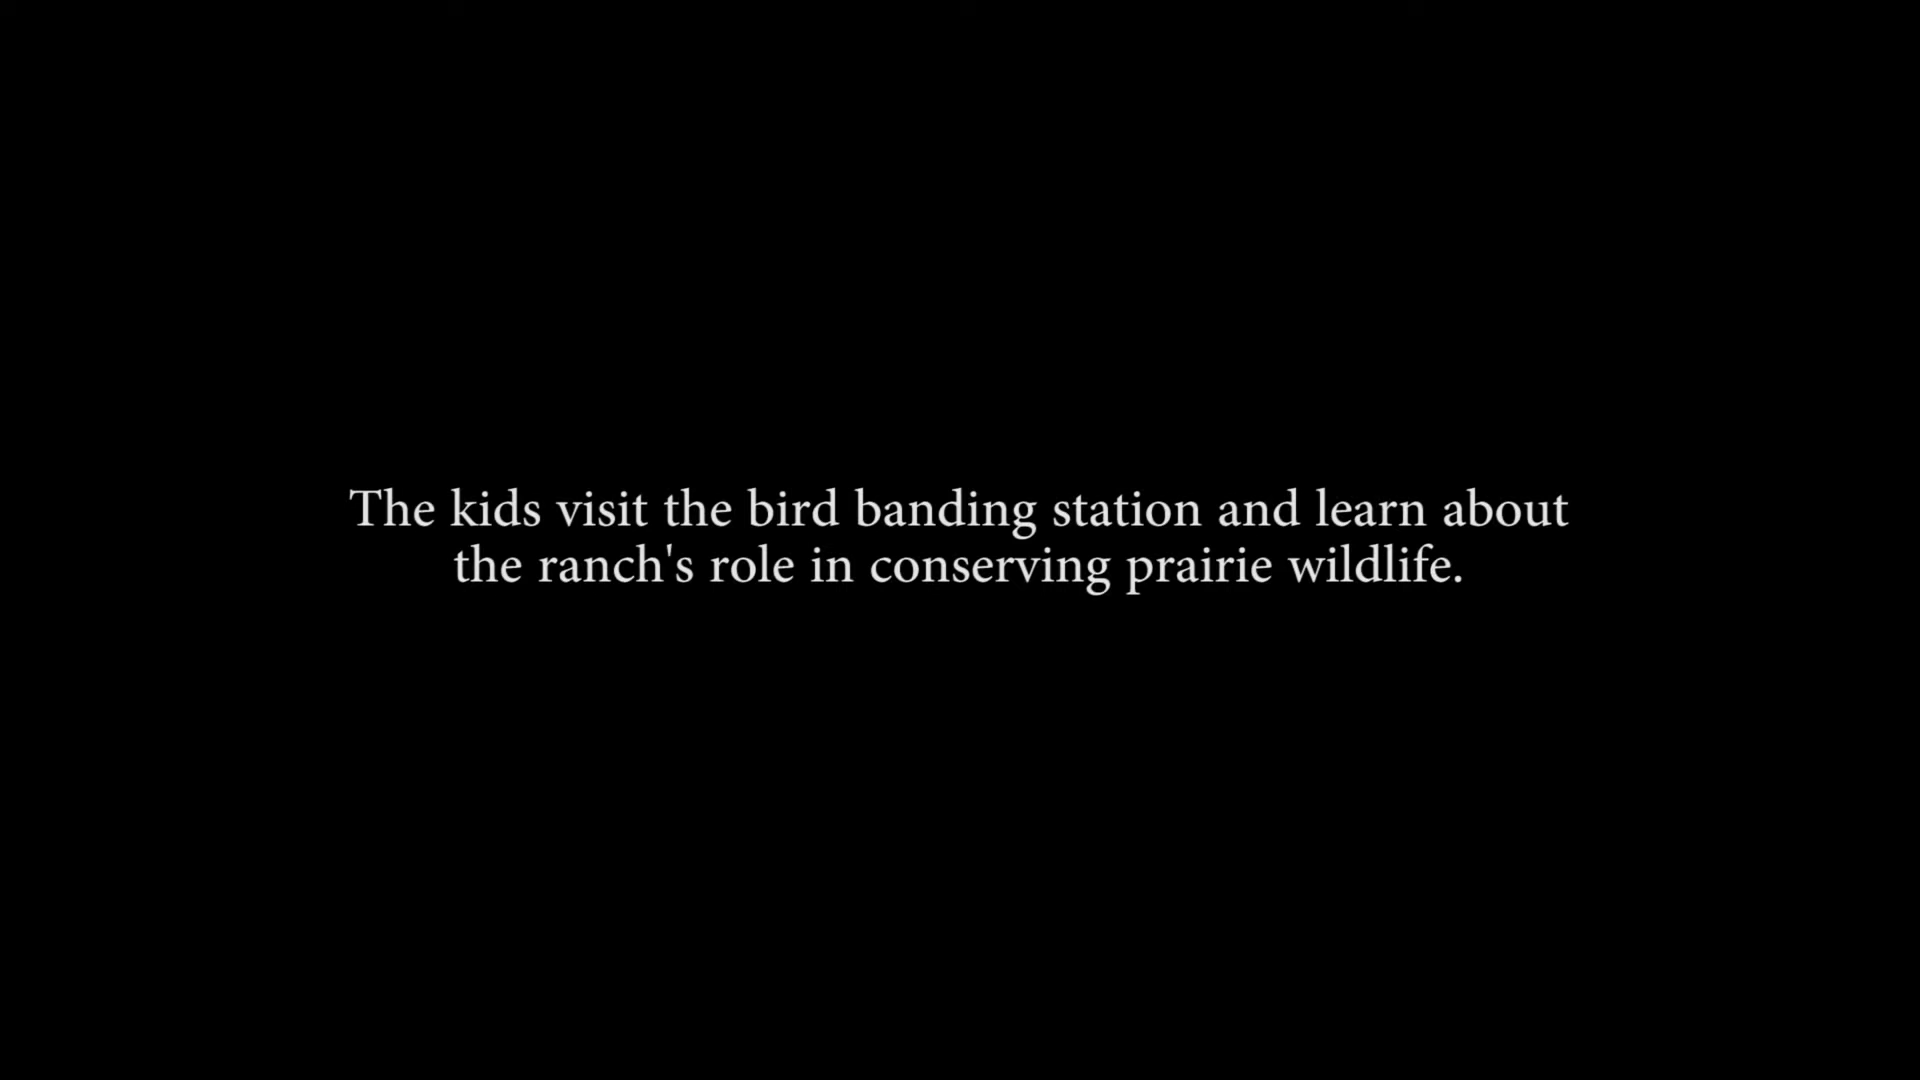 The kids visit the bird banding station and learn about
the ranch's role in conserving prairie wildlife.